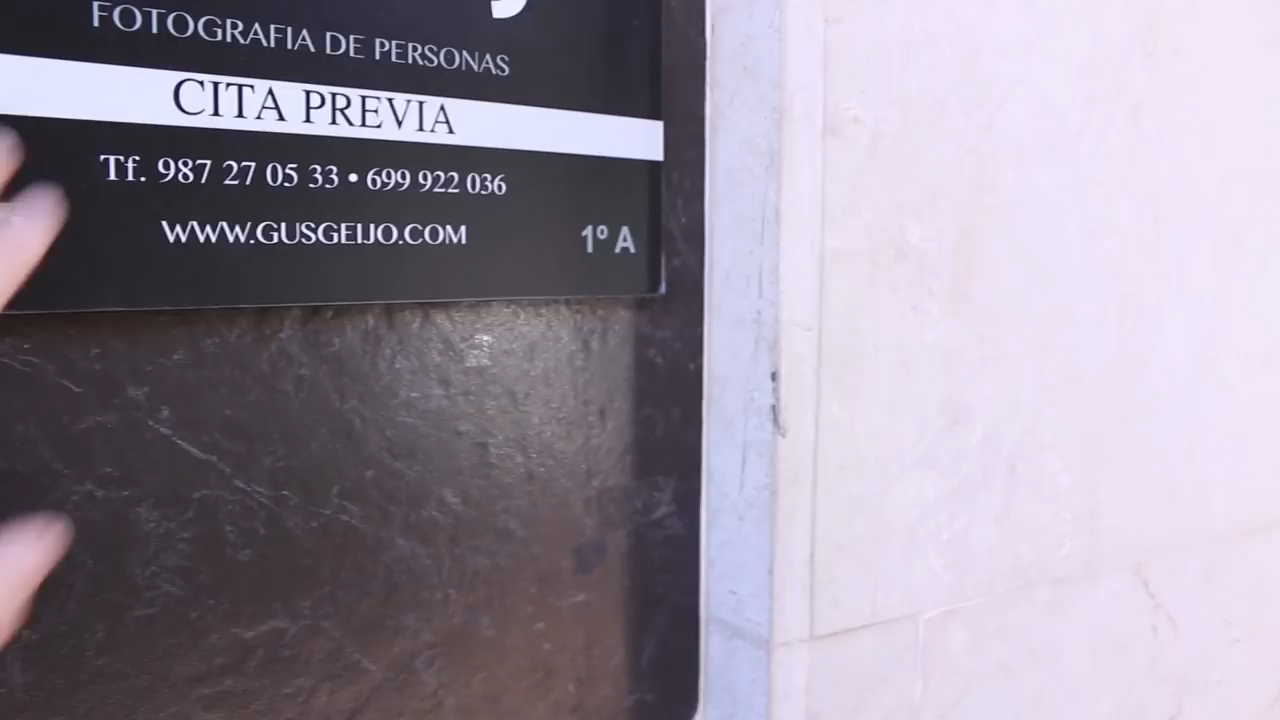 FOTOGRAFIA DE PERSONAS
CITA PREVIA
Tf. 987 27 05 33 • 699 922 036
WWW.GUSGEIJO.COM
1º A